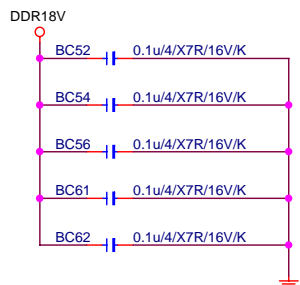 DDR18V
BC52 0.1u/4/X7R/16V/K
BC54 0.1u/4/X7R/16V/K
BC56 0.1u/4/X7R/16V/K
BC61 0.1u/4/X7R/16V/K
BC62 0.1u/4/X7R/16V/K